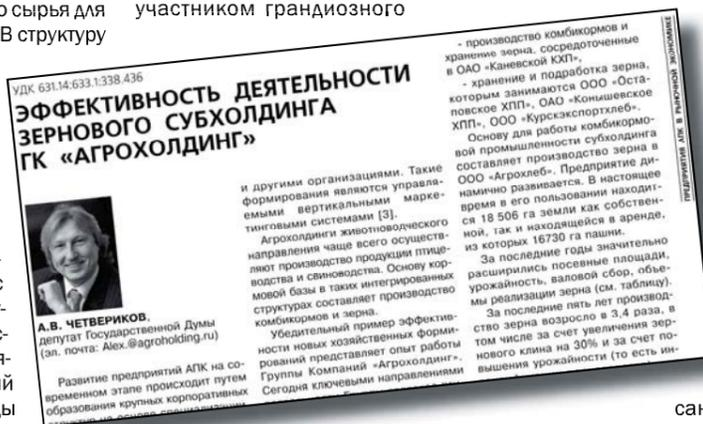 о сырья для
В структуру
участником грандиозного
УДК 631.14:633.1:338.436
ЭФФЕКТИВНОСТЬ ДЕЯТЕЛЬНОСТИ
ЗЕРНОВОГО СУБХОЛДИНГА
ГК «АГРОХОЛДИНГ»
А.В. ЧЕТВЕРИКОВ,
депутат Государственной Думы
(эл. почта: Alex.@agroholding.ru)
Развитие предприятий АПК на со-
временном этапе происходит путем
образования крупных корпоративных
структур на основе специализации
и другими организациями. Такие
формирования являются управля-
емыми вертикальными марке-
тинговыми системами [3].
Агрохолдинги животноводческого
направления чаще всего осуществ-
ляют производство продукции птице-
водства и свиноводства. Основу кор-
мовой базы в таких интегрированных
структурах составляет производство
комбикормов и зерна.
Убедительный пример эффектив-
ности новых хозяйственных форми-
рований представляет опыт работы
Группы Компаний «Агрохолдинг».
Сегодня ключевыми направлениями
- производство комбикормов и
хранение зерна, сосредоточенные
в ОАО «Каневской КХП»,
- хранение и подработка зерна,
которым занимаются ООО «Оста-
повское ХПП», ОАО «Конышевское
ХПП», ООО «Курскэкспортхлеб».
Основу для работы комбикормо-
вой промышленности субхолдинга
составляет производство зерна в
ООО «Агрохлеб». Предприятие ди-
намично развивается. В настоящее
время в его пользовании находит-
ся 18 506 га земли как собствен-
ной, так и находящейся в аренде,
из которых 16730 га пашни.
За последние годы значительно
расширились посевные площади,
урожайность, валовой сбор, объе-
мы реализации зерна (см. таблицу).
За последние пять лет производ-
ство зерна возросло в 3,4 раза, в
том числе за счет увеличения зер-
нового клина на 30% и за счет по-
вышения урожайности (то есть ин-
ПРЕДПРИЯТИЯ АПК В РЫНОЧНОЙ ЭКОНОМИКЕ
с
у-
с-
я-
ий
ды
сан